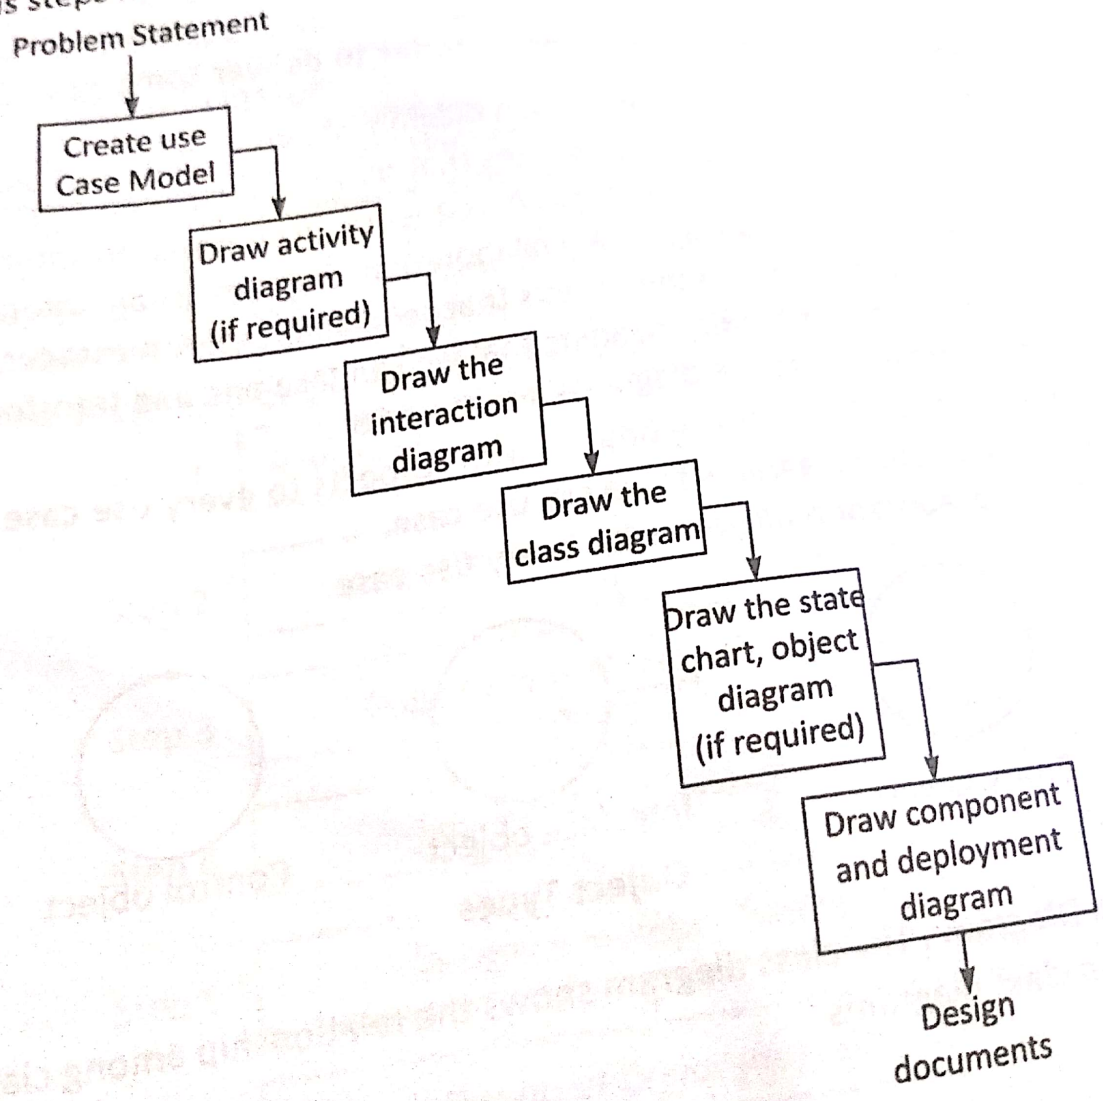 s steps
Problem Statement
Create use
Case Model
Draw activity
diagram
(if required)
Draw the
interaction
diagram
Draw the
class diagram
Draw the state
chart, object
diagram
(if required)
Draw component
and deployment
diagram
Design
documents